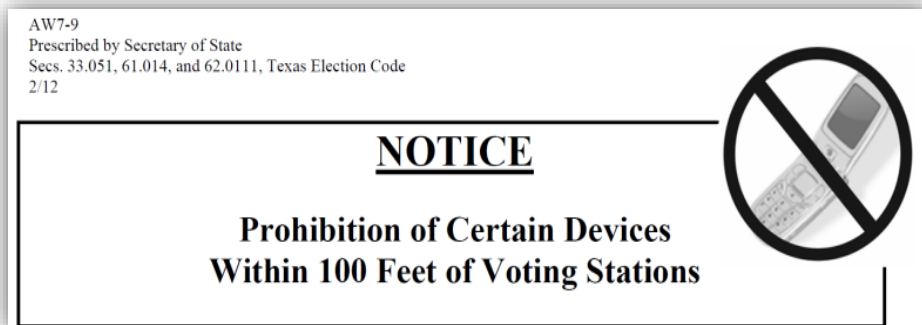 AW7-9
Prescribed by Secretary of State
Secs. 33.051, 61.014, and 62.0111, Texas Election Code
2/12
NOTICE
Prohibition of Certain Devices
Within 100 Feet of Voting Stations